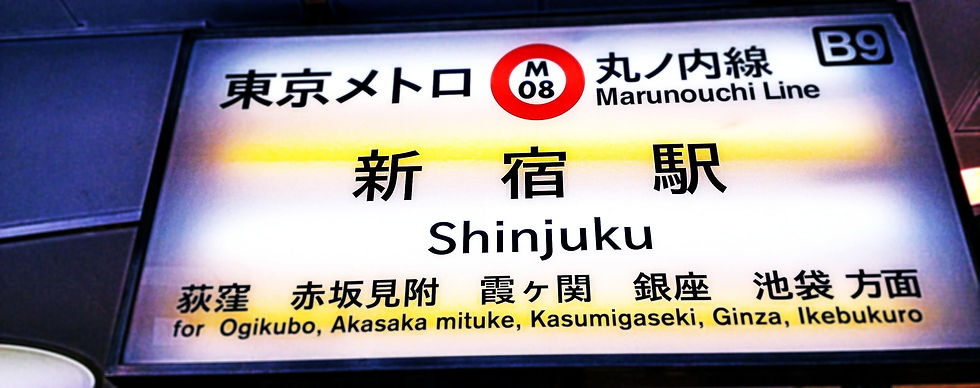 東京メトロ M 08 丸ノ内線 B9
Marunouchi Line
新宿駅
Shinjuku
荻窪 赤坂見附 霞ヶ関 銀座 池袋 方面
for Ogikubo, Akasaka mituke, Kasumigaseki, Ginza, Ikebukuro